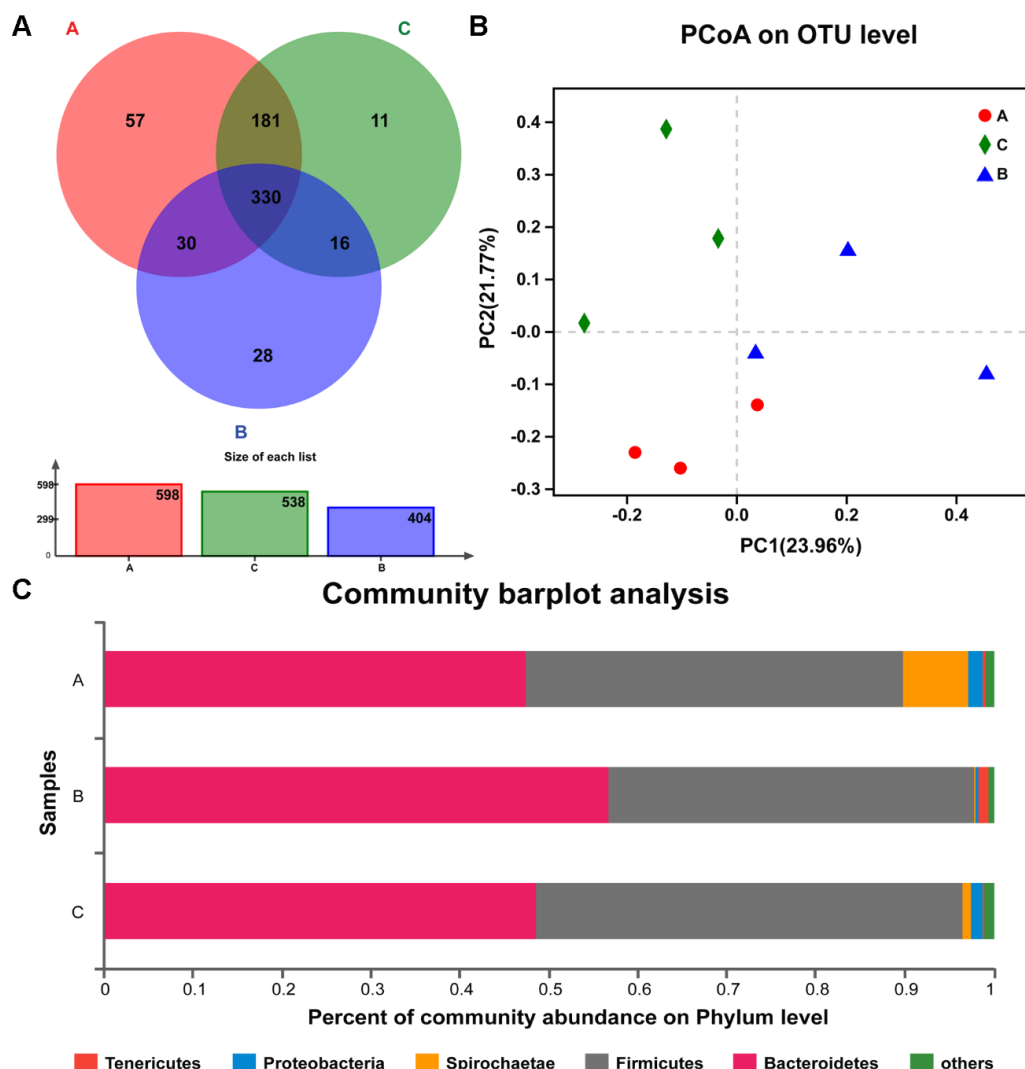 A
A
C
57
181
11
330
30
16
28
B
Size of each list
598
299
0
598
538
404
A
C
B
B
PCoA on OTU level
A
C
B
0.4
0.3
0.2
0.1
-0.0
-0.1
-0.2
-0.3
PC2(21.77%)
-0.2
0.0
0.2
0.4
PC1(23.96%)
C
Community barplot analysis
Samples
A
B
C
0
0.1
0.2
0.3
0.4
0.5
0.6
0.7
0.8
0.9
1
Percent of community abundance on Phylum level
Tenericutes
Proteobacteria
Spirochaetae
Firmicutes
Bacteroidetes
others